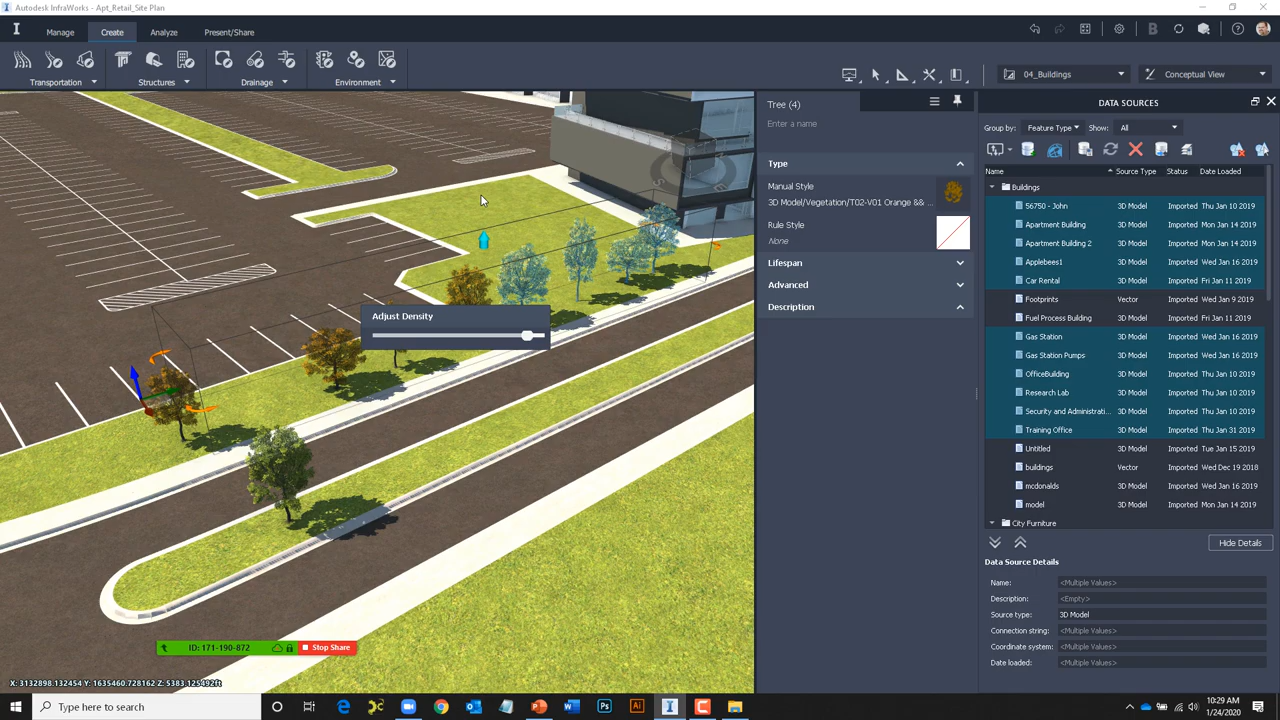 Autodesk InfraWorks - Apt_Retail_Site Plan
Manage
Create
Analyze
Present/Share
Transportation
Structures
Drainage
Environment
04_Buildings
Conceptual View
Tree (4)
Enter a name
Type
Manual Style
3D Model/Vegetation/T02-V01 Orange && ...
Rule Style
None
Lifespan
Advanced
Description
Adjust Density
DATA SOURCES
Group by: Feature Type Show: All
Name Source Type Status Date Loaded
Buildings
56750 - John 3D Model Imported Thu Jan 10 2019
Apartment Building 3D Model Imported Mon Jan 14 2019
Apartment Building 2 3D Model Imported Mon Jan 14 2019
Applebees1 3D Model Imported Wed Jan 16 2019
Car Rental 3D Model Imported Fri Jan 11 2019
Footprints Vector Imported Wed Jan 9 2019
Fuel Process Building 3D Model Imported Fri Jan 11 2019
Gas Station 3D Model Imported Wed Jan 16 2019
Gas Station Pumps 3D Model Imported Thu Jan 10 2019
OfficeBuilding 3D Model Imported Thu Jan 10 2019
Research Lab 3D Model Imported Thu Jan 10 2019
Security and Administrati... 3D Model Imported Thu Jan 10 2019
Training Office 3D Model Imported Thu Jan 31 2019
Untitled 3D Model Imported Tue Jan 15 2019
buildings Vector Imported Wed Dec 19 2018
mcdonalds 3D Model Imported Wed Jan 16 2019
model 3D Model Imported Mon Jan 14 2019
City Furniture
Hide Details
Data Source Details
Name: <Multiple Values>
Description: <Empty>
Source type: 3D Model
Connection string: <Multiple Values>
Coordinate system: <Multiple Values>
Date loaded: <Multiple Values>
ID: 171-190-872 Stop Share
X: 3132898.132454 Y: 1635460.728162 Z: 5383.125492ft
Type here to search
10:29 AM
1/24/2020